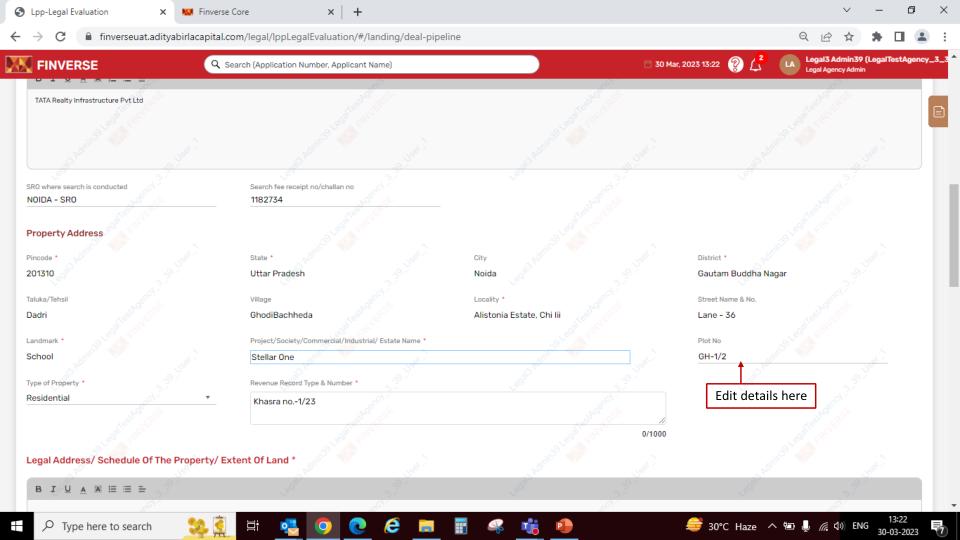 Lpp-Legal Evaluation
Finverse Core
finverseuat.adityabirlacapital.com/legal/lppLegalEvaluation/#/landing/deal-pipeline
FINVERSE
Search (Application Number, Applicant Name)
30 Mar, 2023 13:22
2
LA
Legal3 Admin39 (LegalTestAgency_3_3
Legal Agency Admin
TATA Realty Infrastructure Pvt Ltd
SRO where search is conducted
Search fee receipt no/challan no
NOIDA - SRO
1182734
Property Address
Pincode *
State *
City
District *
201310
Uttar Pradesh
Noida
Gautam Buddha Nagar
Taluka/Tehsil
Village
Locality *
Street Name & No.
Dadri
GhodiBachheda
Alistonia Estate, Chi Iii
Lane - 36
Landmark *
Project/Society/Commercial/Industrial/ Estate Name *
Plot No
School
Stellar One
GH-1/2
Type of Property *
Revenue Record Type & Number *
Residential
Khasra no.-1/23
Edit details here
0/1000
Legal Address/ Schedule Of The Property/ Extent Of Land *
B I U A
Type here to search
30°C Haze
ENG
13:22
30-03-2023
7